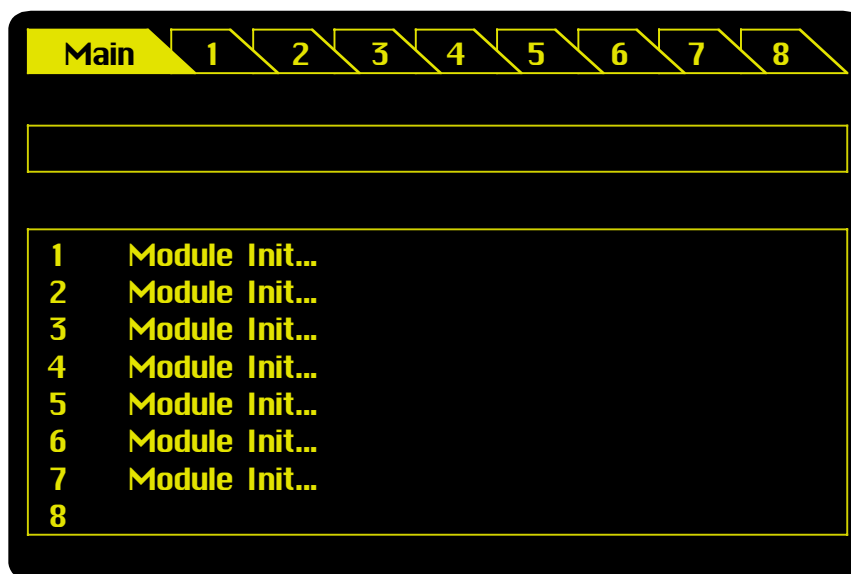 Main 1 2 3 4 5 6 7 8
1 Module Init...
2 Module Init...
3 Module Init...
4 Module Init...
5 Module Init...
6 Module Init...
7 Module Init...
8